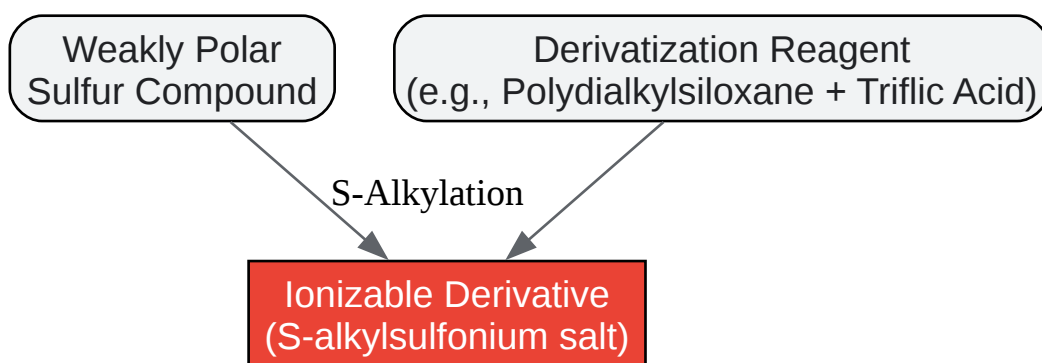 Weakly Polar
Sulfur Compound
Derivatization Reagent
(e.g., Polydialkylsiloxane + Triflic Acid)
S-Alkylation
Ionizable Derivative
(S-alkylsulfonium salt)